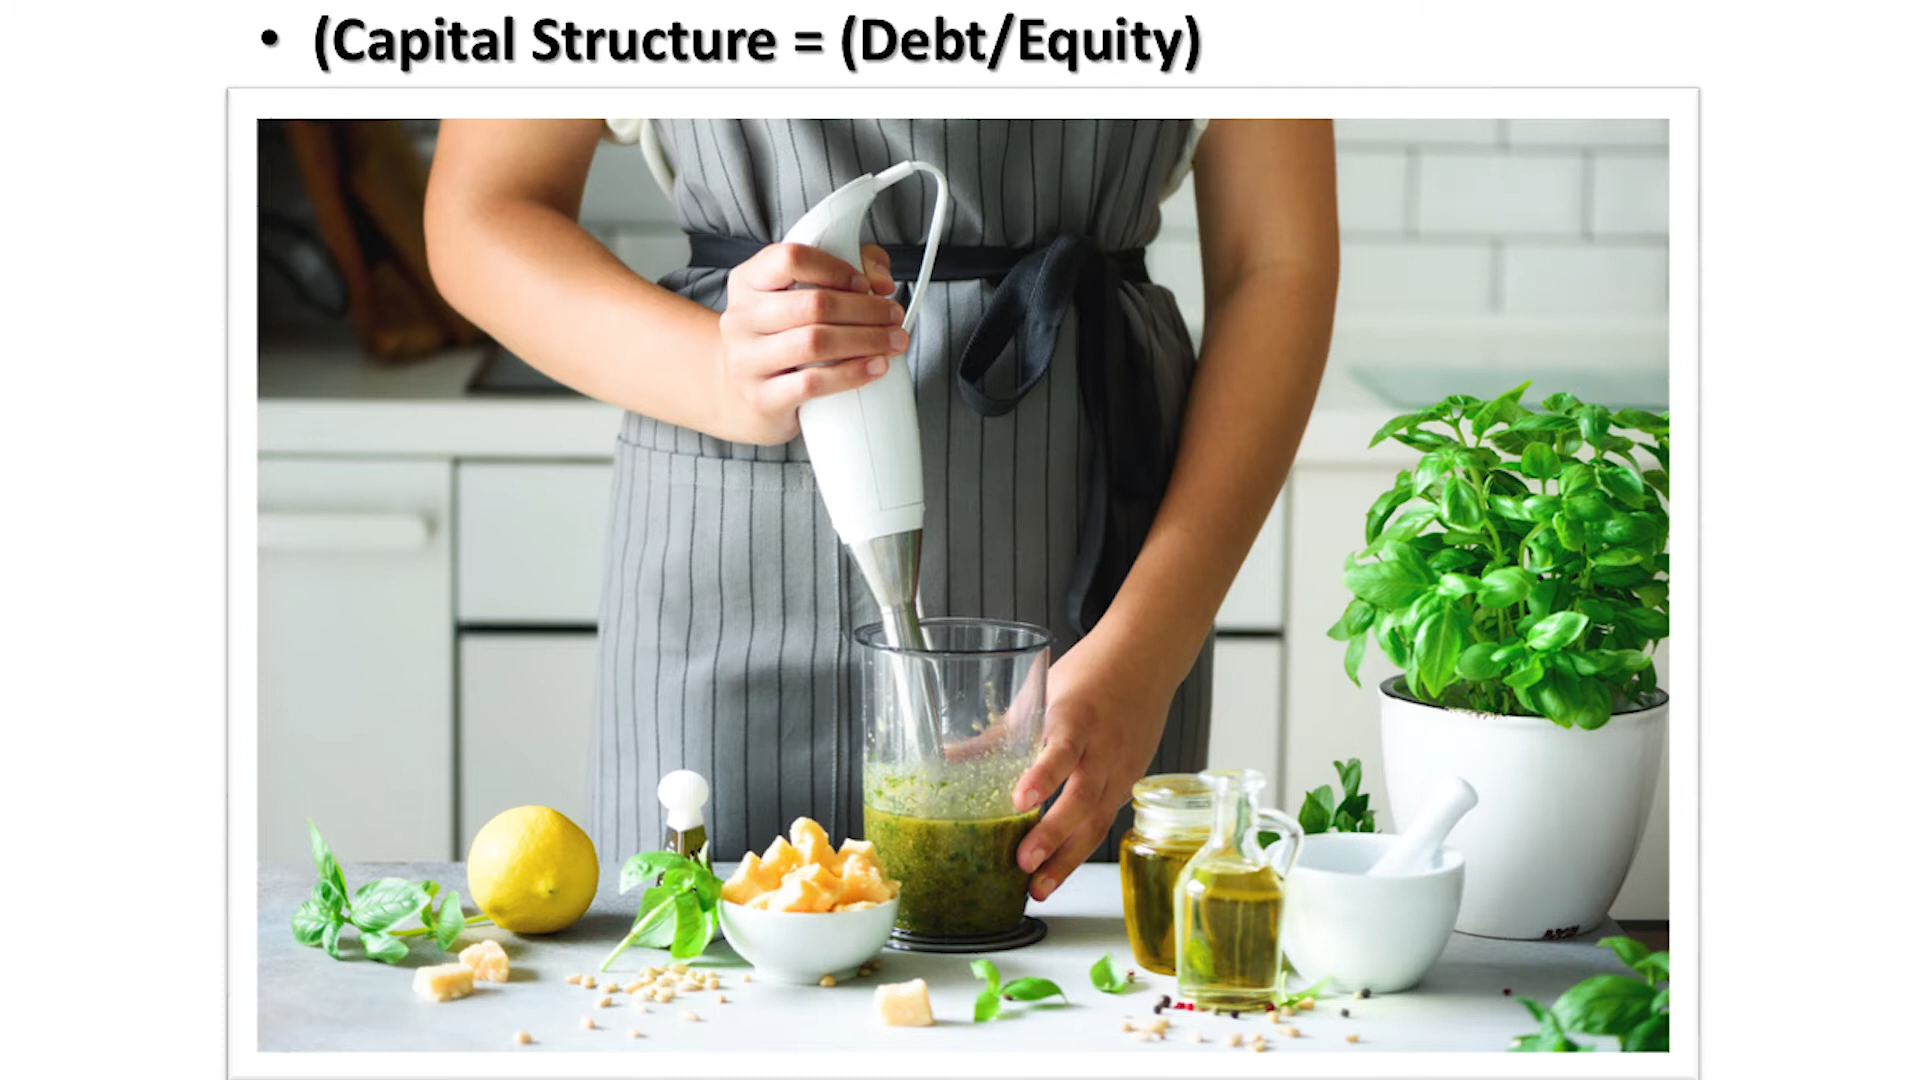 • (Capital Structure = (Debt/Equity)